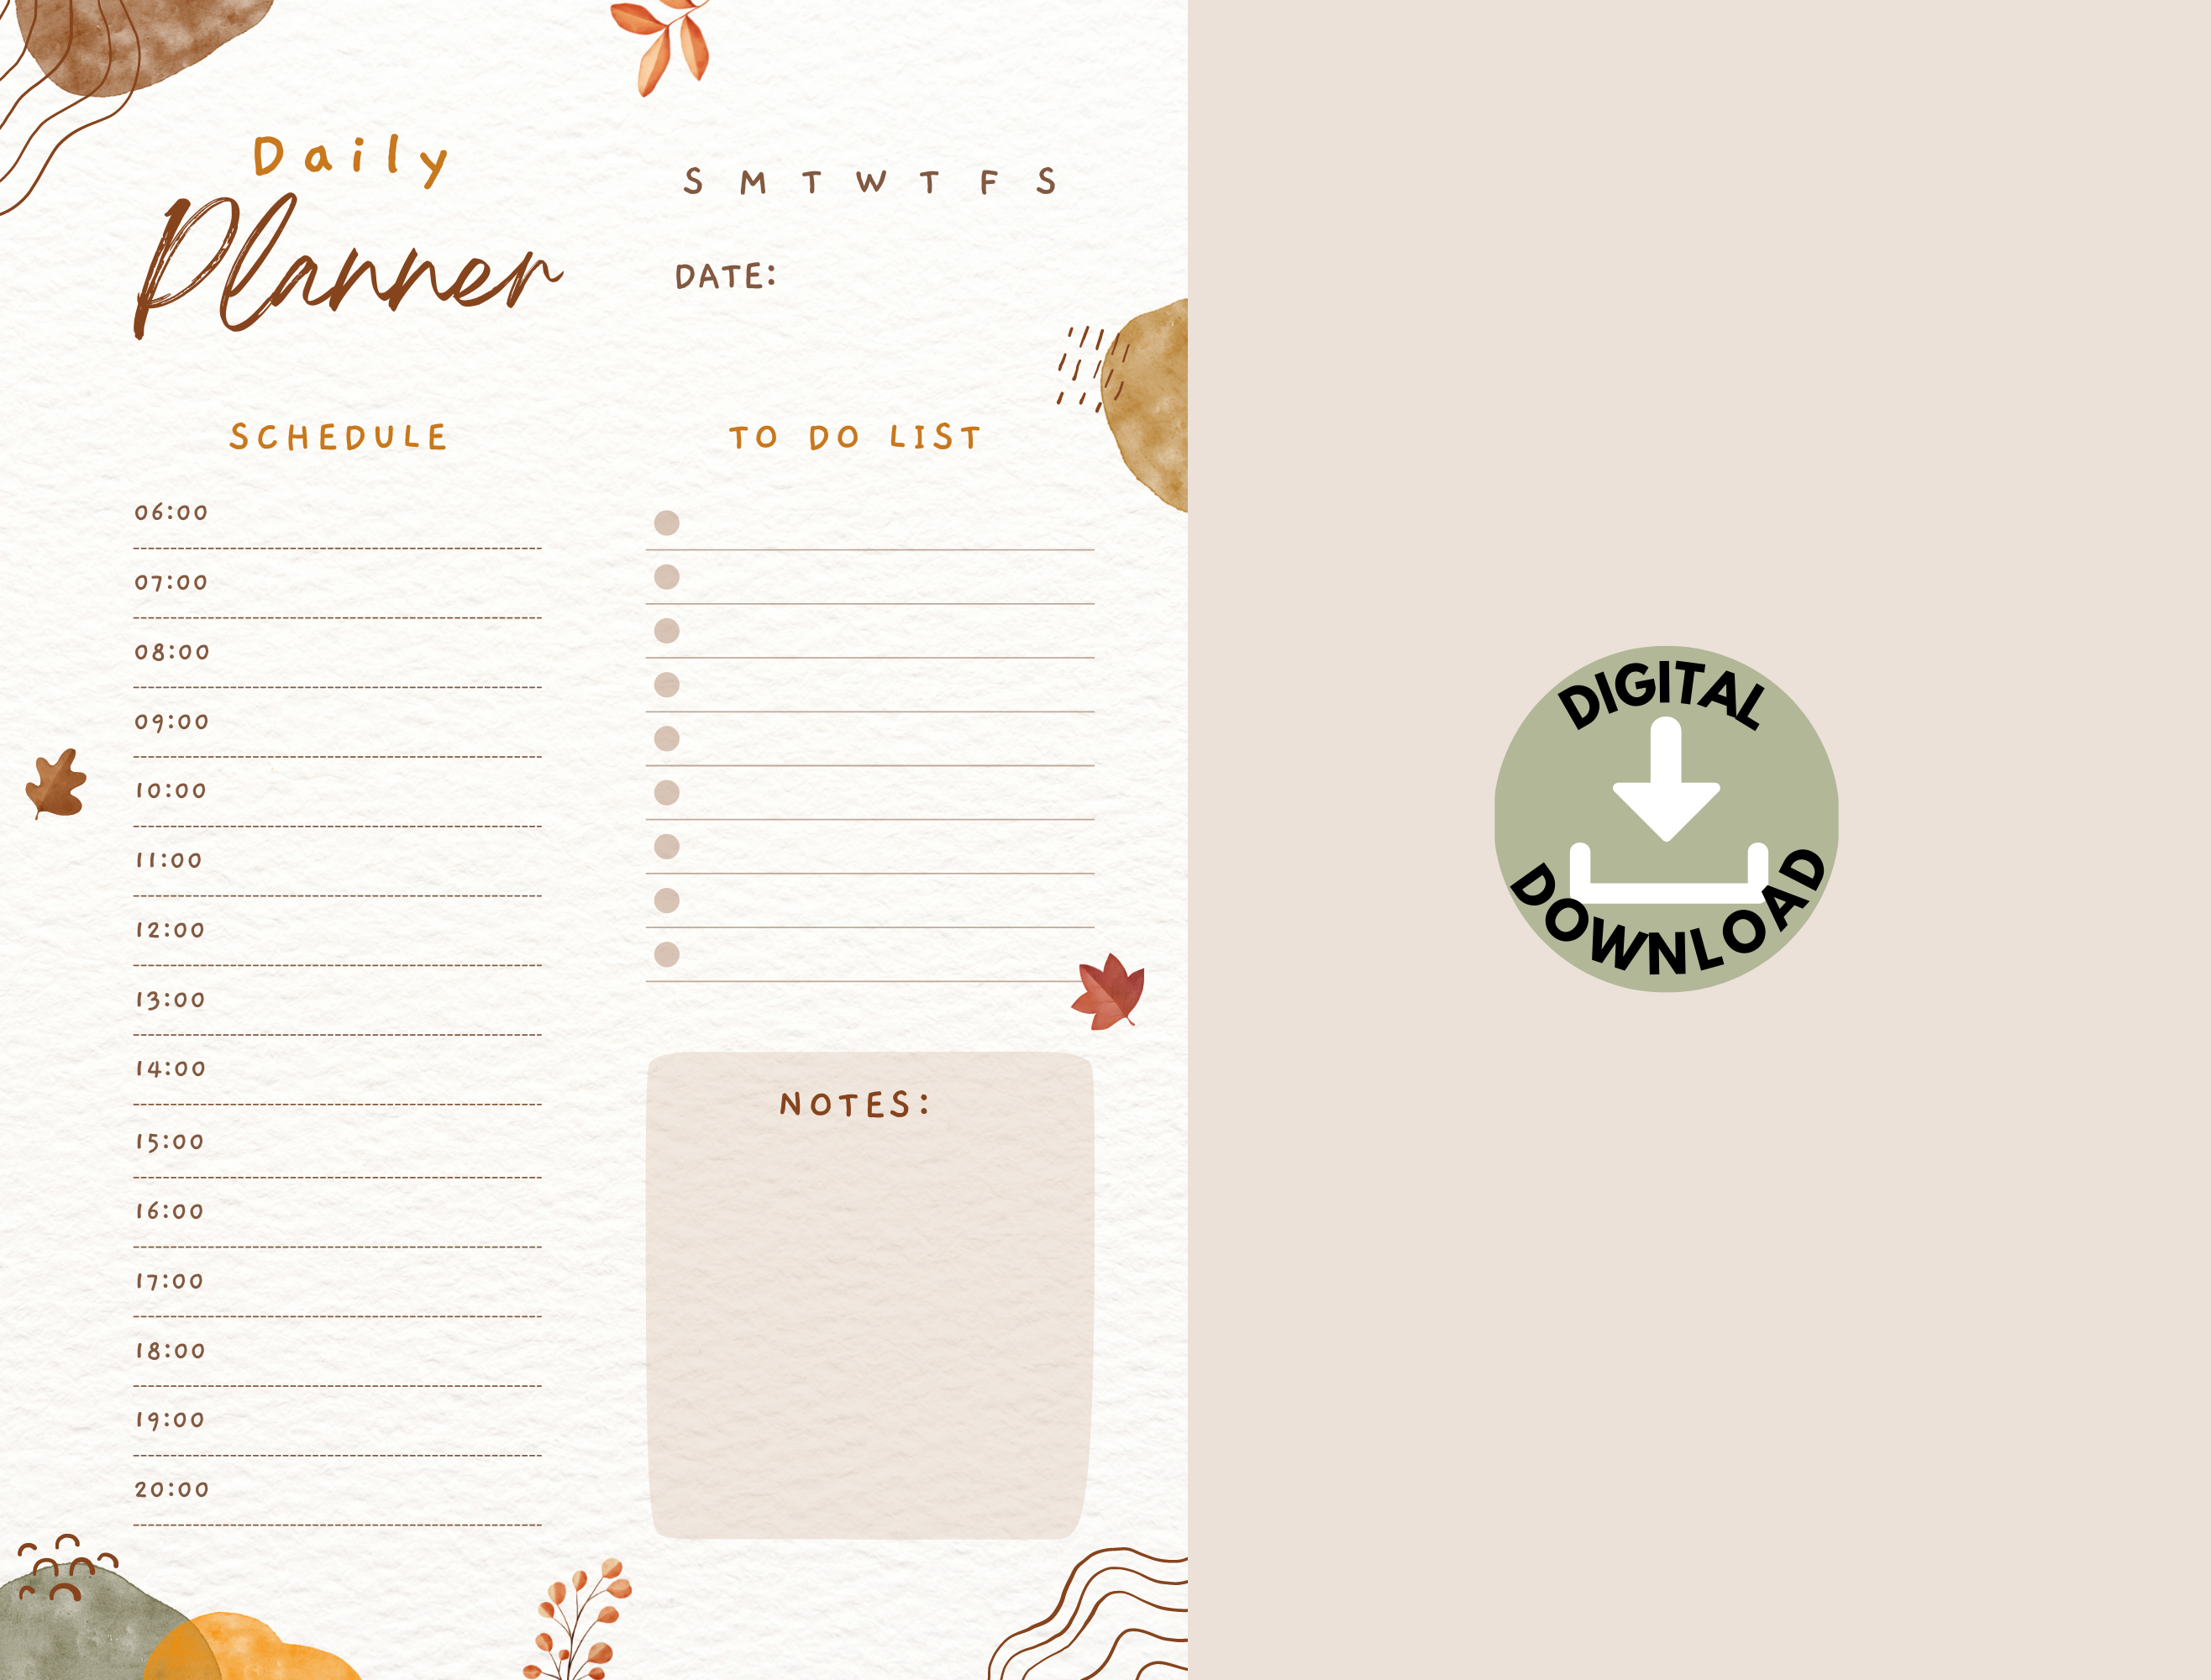 Daily
Planner
S M T W T F S
DATE:
SCHEDULE
06:00
07:00
08:00
09:00
10:00
11:00
12:00
13:00
14:00
15:00
16:00
17:00
18:00
19:00
20:00
TO DO LIST
NOTES:
DIGITAL
DOWNLOAD